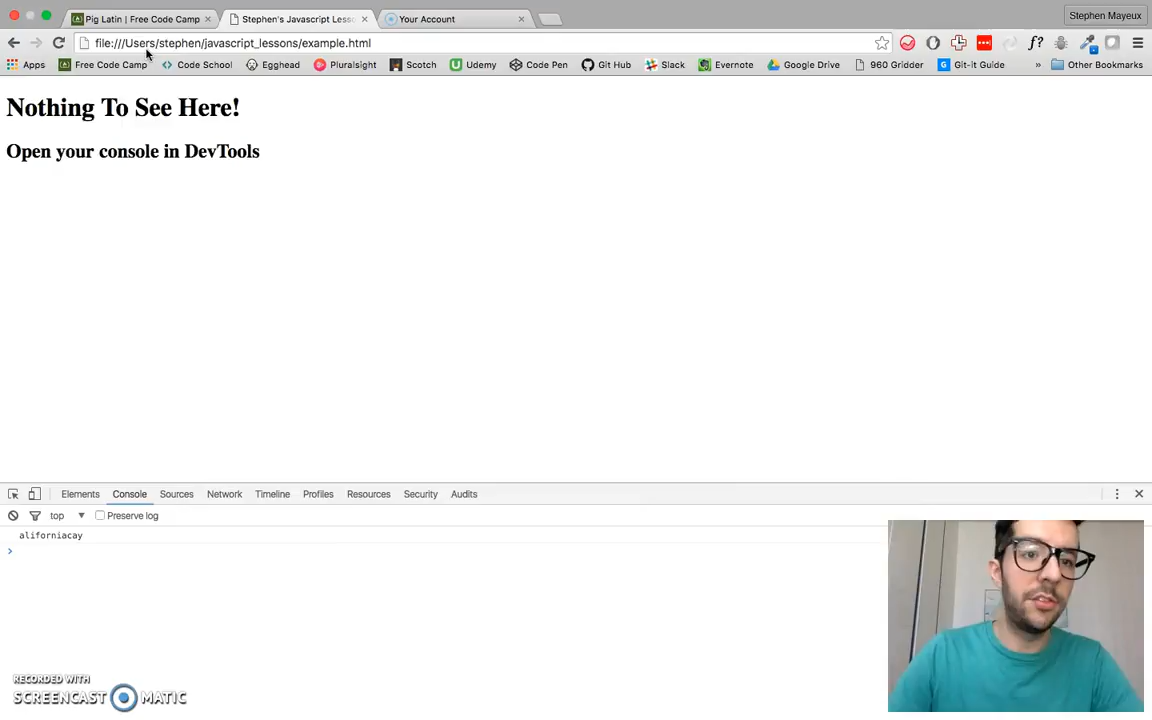 Pig Latin | Free Code Camp
Stephen's Javascript Less
Your Account
Stephen Mayeux
file:///Users/stephen/javascript_lessons/example.html
f?
Apps Free Code Camp Code School Egghead Pluralsight Scotch Udemy Code Pen Git Hub Slack Evernote Google Drive 960 Gridder Git-it Guide » Other Bookmarks
Nothing To See Here!
Open your console in DevTools
Elements Console Sources Network Timeline Profiles Resources Security Audits
top Preserve log
aliforniacay
RECORDED WITH
SCREENCAST MATIC